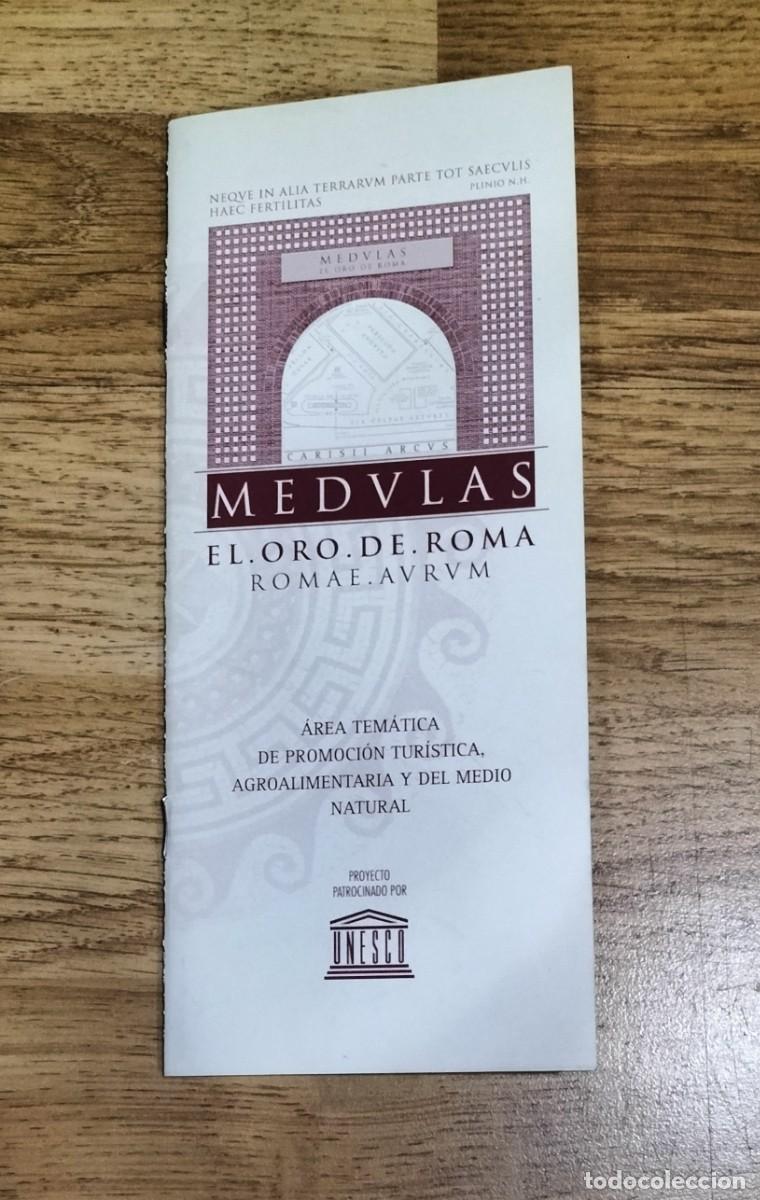 NEQVE IN ALIA TERRARVM PARTE TOT SAECVLIS
HAEC FERTILITAS
PLINIO N.H.
MEDVLAS
EL ORO DE ROMA
CARISII ARCVS
MEDVLAS
EL.ORO.DE.ROMA
ROMAE.AVRVM
ÁREA TEMÁTICA
DE PROMOCIÓN TURÍSTICA,
AGROALIMENTARIA Y DEL MEDIO
NATURAL
PROYECTO
PATROCINADO POR
UNESCO
todocoleccion